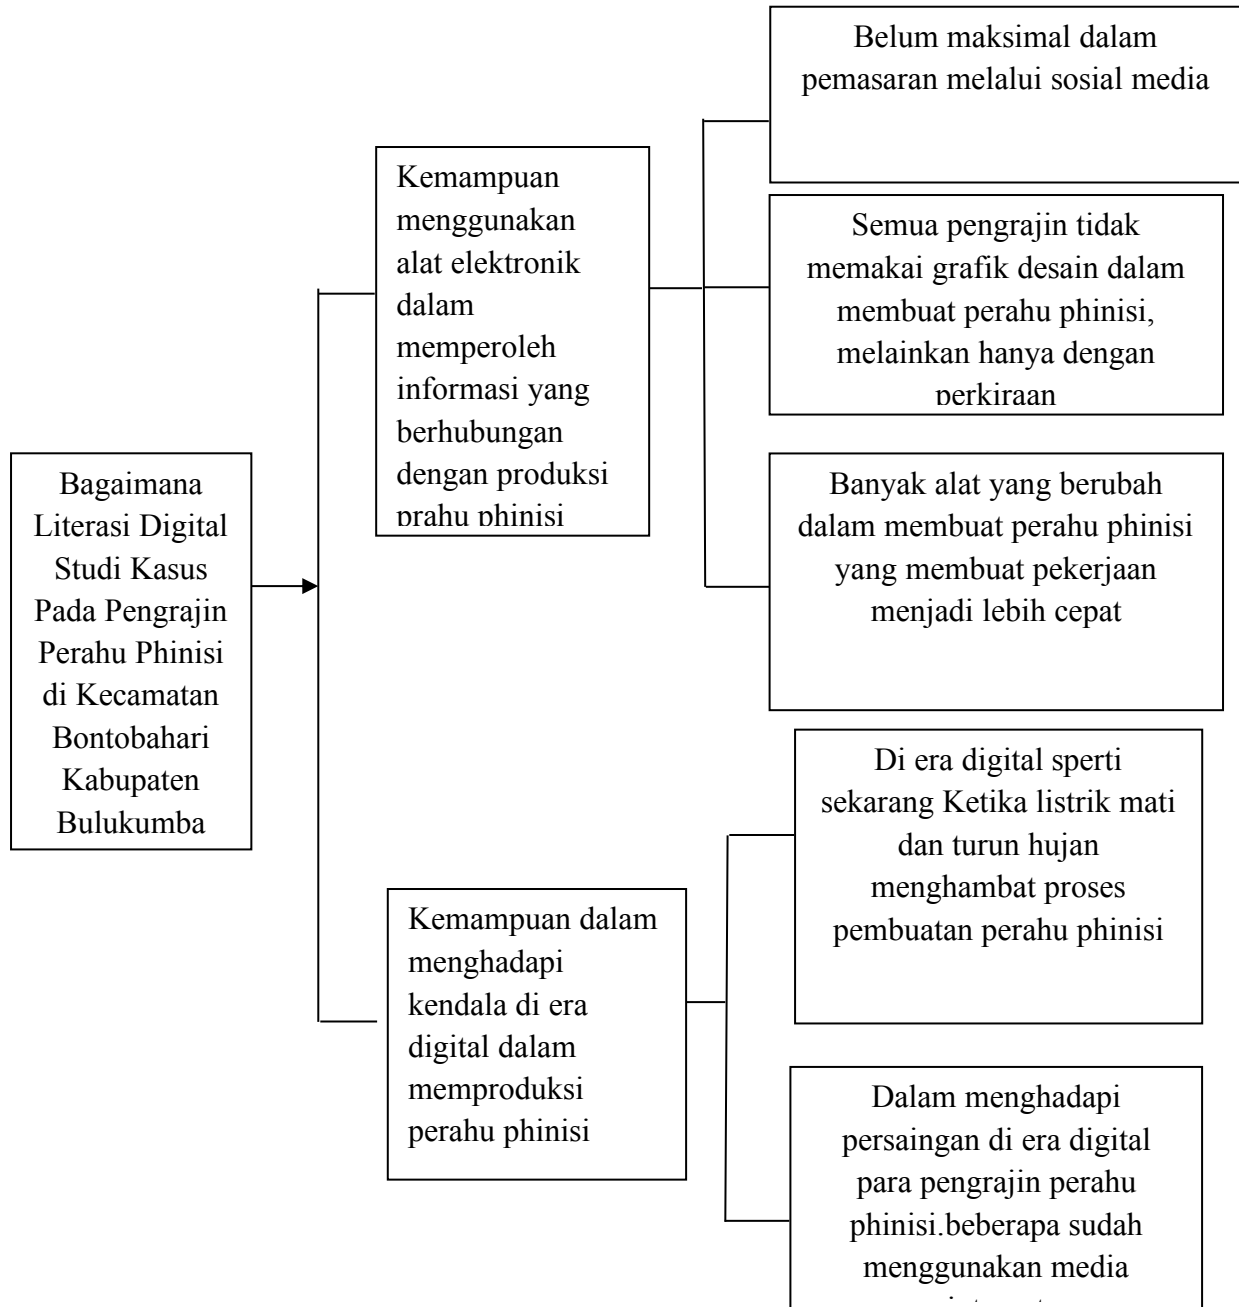 Bagaimana
Literasi Digital
Studi Kasus
Pada Pengrajin
Perahu Phinisi
di Kecamatan
Bontobahari
Kabupaten
Bulukumba
Kemampuan
menggunakan
alat elektronik
dalam
memperoleh
informasi yang
berhubungan
dengan produksi
prahu phinisi
Belum maksimal dalam
pemasaran melalui sosial media
Semua pengrajin tidak
memakai grafik desain dalam
membuat perahu phinisi,
melainkan hanya dengan
perkiraan
Banyak alat yang berubah
dalam membuat perahu phinisi
yang membuat pekerjaan
menjadi lebih cepat
Kemampuan dalam
menghadapi
kendala di era
digital dalam
memproduksi
perahu phinisi
Di era digital sperti
sekarang Ketika listrik mati
dan turun hujan
menghambat proses
pembuatan perahu phinisi
Dalam menghadapi
persaingan di era digital
para pengrajin perahu
phinisi.beberapa sudah
menggunakan media